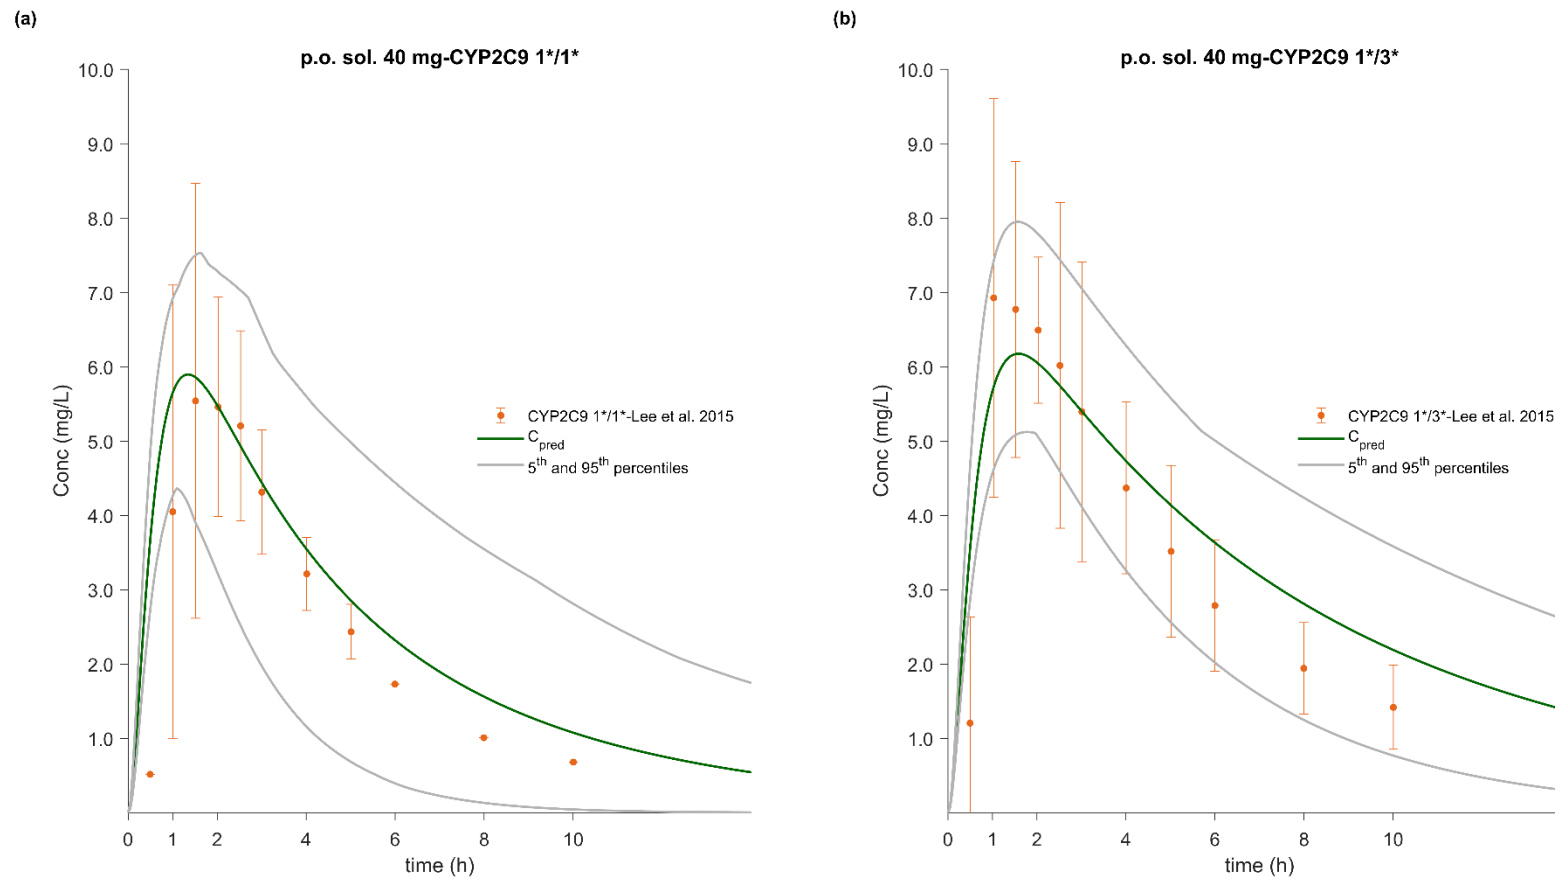 (a)
p.o. sol. 40 mg-CYP2C9 1*/1*
10.0
9.0
8.0
7.0
6.0
5.0
4.0
3.0
2.0
1.0
Conc (mg/L)
CYP2C9 1*/1*-Lee et al. 2015
Cpred
5th and 95th percentiles
0 1 2 4 6 8 10
time (h)
(b)
p.o. sol. 40 mg-CYP2C9 1*/3*
10.0
9.0
8.0
7.0
6.0
5.0
4.0
3.0
2.0
1.0
Conc (mg/L)
CYP2C9 1*/3*-Lee et al. 2015
Cpred
5th and 95th percentiles
0 1 2 4 6 8 10
time (h)